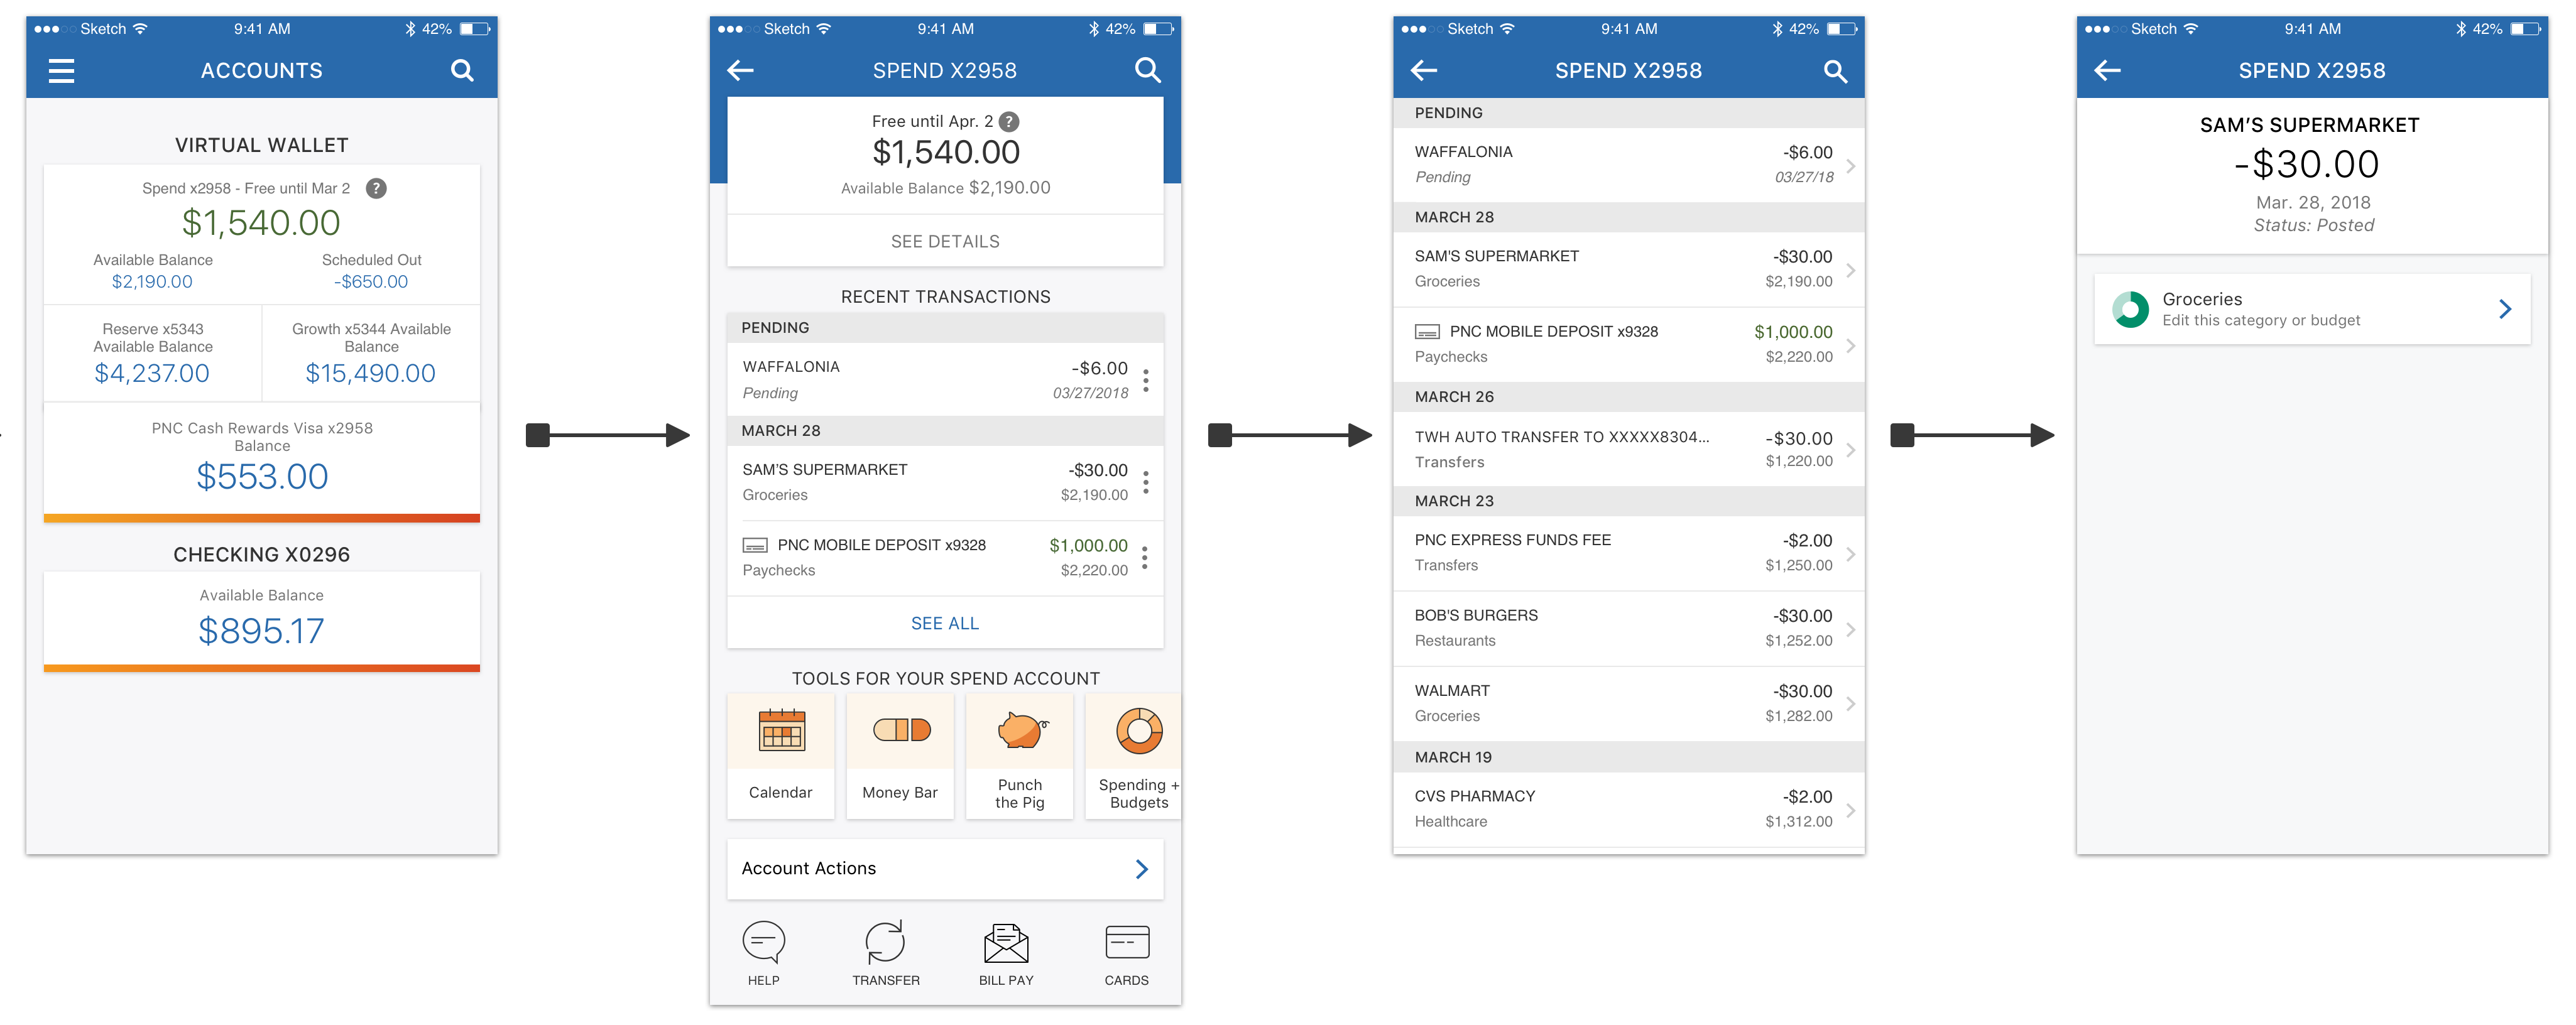 Sketch 9:41 AM 42%
ACCOUNTS
VIRTUAL WALLET
Spend x2958 - Free until Mar 2 ?
$1,540.00
Available Balance Scheduled Out
$2,190.00 -$650.00
Reserve x5343 Growth x5344 Available
Available Balance Balance
$4,237.00 $15,490.00
PNC Cash Rewards Visa x2958
Balance
$553.00
CHECKING X0296
Available Balance
$895.17
Sketch 9:41 AM 42%
SPEND X2958
Free until Apr. 2 ?
$1,540.00
Available Balance $2,190.00
SEE DETAILS
RECENT TRANSACTIONS
PENDING
WAFFALONIA -$6.00
Pending 03/27/2018
MARCH 28
SAM'S SUPERMARKET -$30.00
Groceries $2,190.00
PNC MOBILE DEPOSIT x9328 $1,000.00
Paychecks $2,220.00
SEE ALL
TOOLS FOR YOUR SPEND ACCOUNT
Calendar
Money Bar
Punch
the Pig
Spending +
Budgets
Account Actions
HELP TRANSFER BILL PAY CARDS
Sketch 9:41 AM 42%
SPEND X2958
PENDING
WAFFALONIA -$6.00
Pending 03/27/18
MARCH 28
SAM'S SUPERMARKET -$30.00
Groceries $2,190.00
PNC MOBILE DEPOSIT x9328 $1,000.00
Paychecks $2,220.00
MARCH 26
TWH AUTO TRANSFER TO XXXXX8304... -$30.00
Transfers $1,220.00
MARCH 23
PNC EXPRESS FUNDS FEE -$2.00
Transfers $1,250.00
BOB'S BURGERS -$30.00
Restaurants $1,252.00
WALMART -$30.00
Groceries $1,282.00
MARCH 19
CVS PHARMACY -$2.00
Healthcare $1,312.00
Sketch 9:41 AM 42%
SPEND X2958
SAM'S SUPERMARKET
-$30.00
Mar. 28, 2018
Status: Posted
Groceries
Edit this category or budget